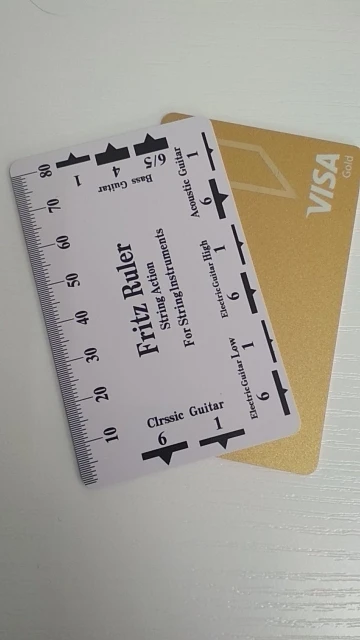 Fritz Ruler
String Action
For String Instruments
80
70
60
50
40
30
20
10
1
4
6/5
Bass Guitar
Acoustic Guitar
1
6
Electric Guitar High
1
6
Electric Guitar Low
1
6
Clrssic Guitar
6
1
VISA
Gold